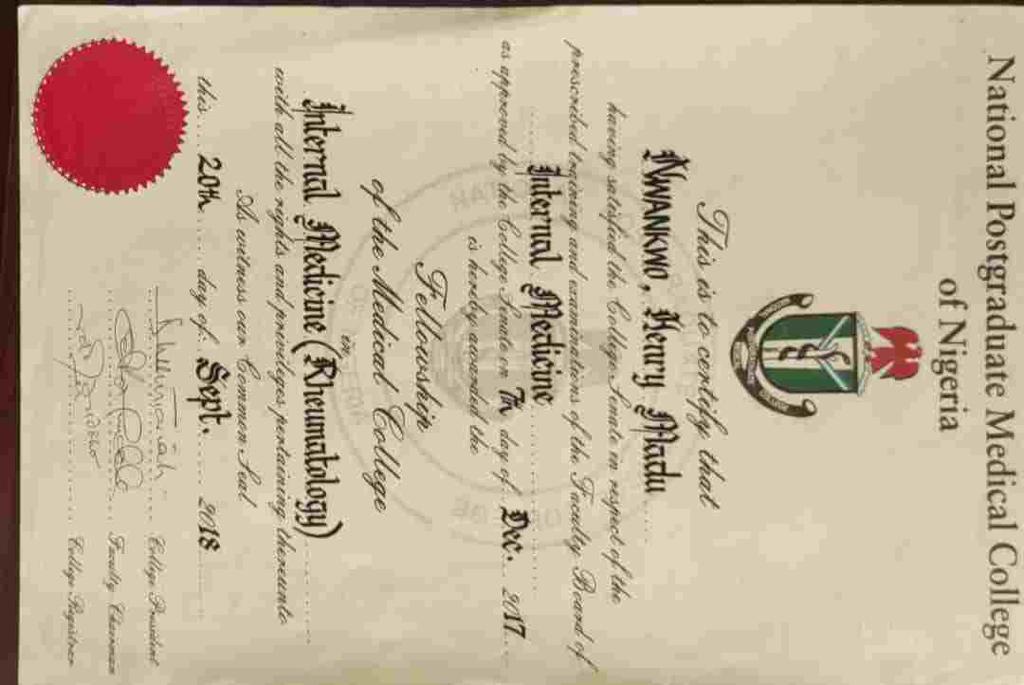 National Postgraduate Medical College
of Nigeria
This is to certify that
NWANKWO, Henry Madu
having satisfied the College Senate in respect of the
prescribed training and examinations of the Faculty Board of
Internal Medicine
as approved by the College Senate on 7th day of Dec. 2017
is hereby awarded the
Fellowship
of the Medical College
in
Internal Medicine (Rheumatology)
with all the rights and privileges pertaining thereunto
As witness our Common Seal
this 20th day of Sept. 2018
College President
Faculty Chairman
College Registrar